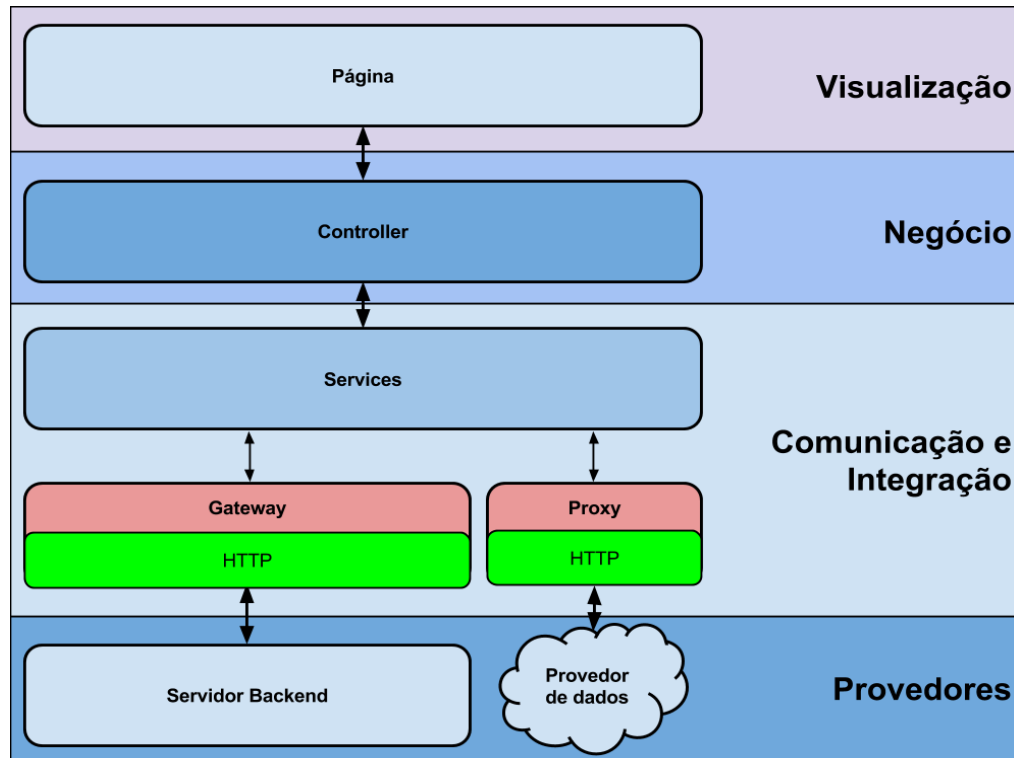 Página
Visualização
Controller
Negócio
Services
Comunicação e
Integração
Gateway
Proxy
HTTP
HTTP
Servidor Backend
Provedor
de dados
Provedores